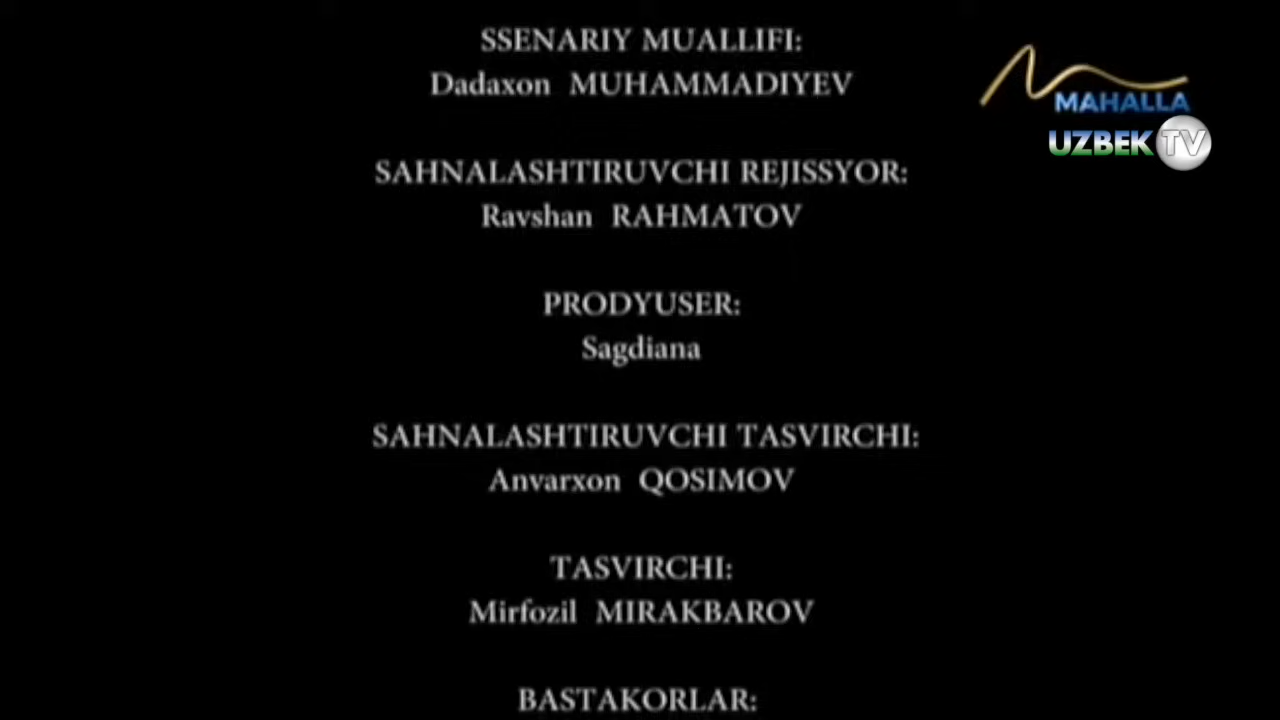 SSENARIY MUALLIFI:
Dadaxon MUHAMMADIYEV
MAHALLA
UZBEK TV
SAHNALASHTIRUVCHI REJISSYOR:
Ravshan RAHMATOV
PRODYUSER:
Sagdiana
SAHNALASHTIRUVCHI TASVIRCHI:
Anvarxon QOSIMOV
TASVIRCHI:
Mirfozil MIRAKBAROV
BASTAKORLAR: